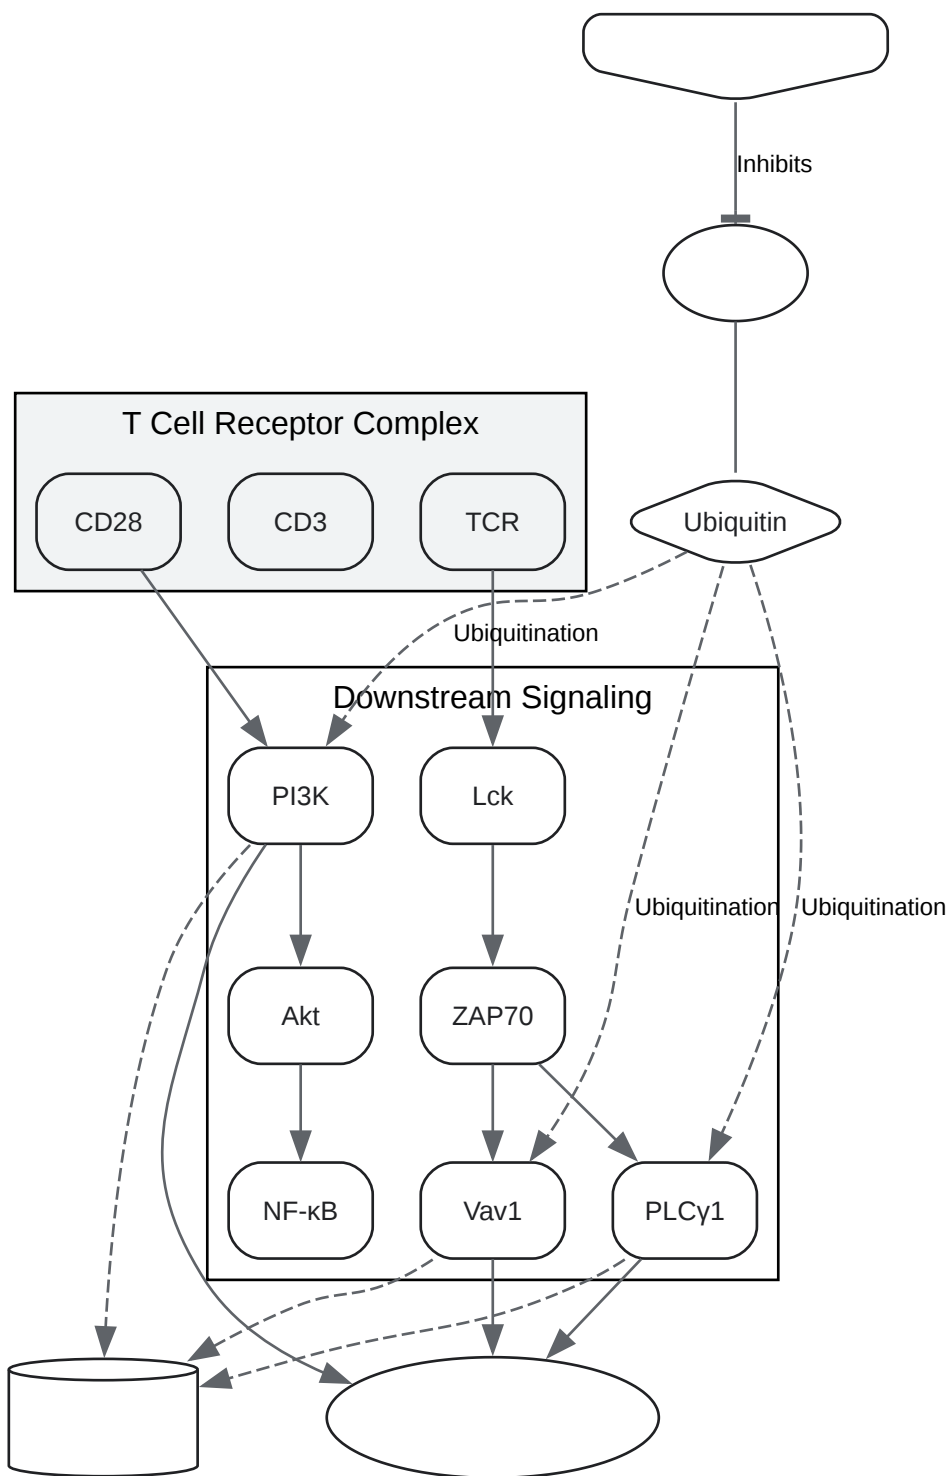 Inhibits
T Cell Receptor Complex
CD28
CD3
TCR
Ubiquitin
Ubiquitination
Downstream Signaling
PI3K
Lck
Ubiquitination
Ubiquitination
Akt
ZAP70
NF-κB
Vav1
PLCγ1